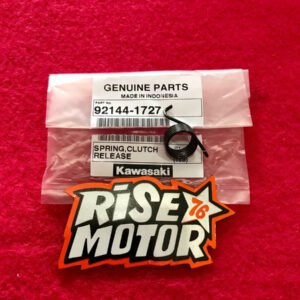 GENUINE PARTS
MADE IN INDONESIA
PART No.
92144-1727
SPRING,CLUTCH
RELEASE
Kawasaki
RiSE 76
MOTOR